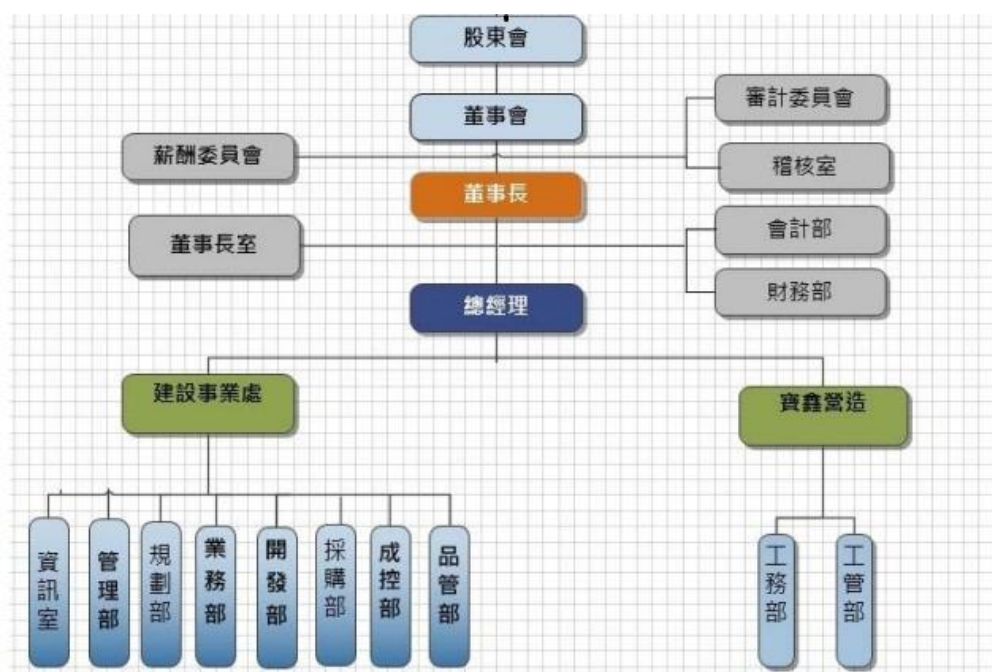 股東會
董事會
審計委員會
薪酬委員會
稽核室
董事長
會計部
董事長室
財務部
總經理
建設事業處
寶鑫營造
資訊室
管理部
規劃部
業務部
開發部
採購部
成控部
品管部
工務部
工管部